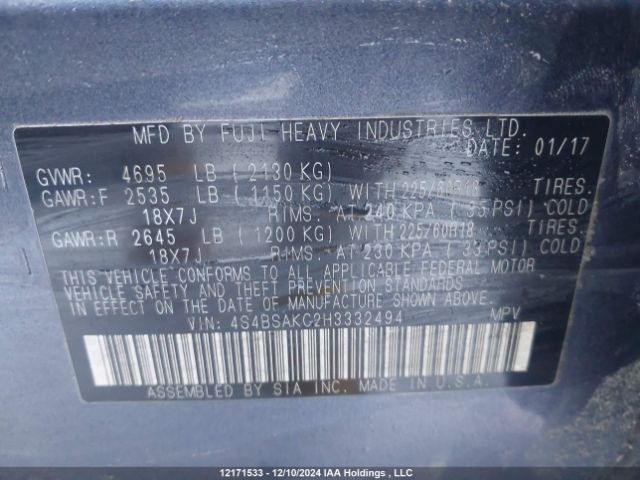 MFD BY FUJI HEAVY INDUSTRIES LTD.
DATE: 01/17
GVWR: 4695 LB (2130 KG)
GAWR:F 2535 LB (1150 KG) WITH 225/60R18 TIRES.
18X7J RIMS. AT 240 KPA (35 PSI) COLD
GAWR:R 2645 LB (1200 KG) WITH 225/60R18 TIRES.
18X7J RIMS. AT 230 KPA (33 PSI) COLD
THIS VEHICLE CONFORMS TO ALL APPLICABLE FEDERAL MOTOR
VEHICLE SAFETY AND THEFT PREVENTION STANDARDS
IN EFFECT ON THE DATE OF MANUFACTURE SHOWN ABOVE.
VIN: 4S4BSAKC2H3332494 MPV
ASSEMBLED BY SIA INC. MADE IN U.S.A.
12171533 - 12/10/2024 IAA Holdings , LLC